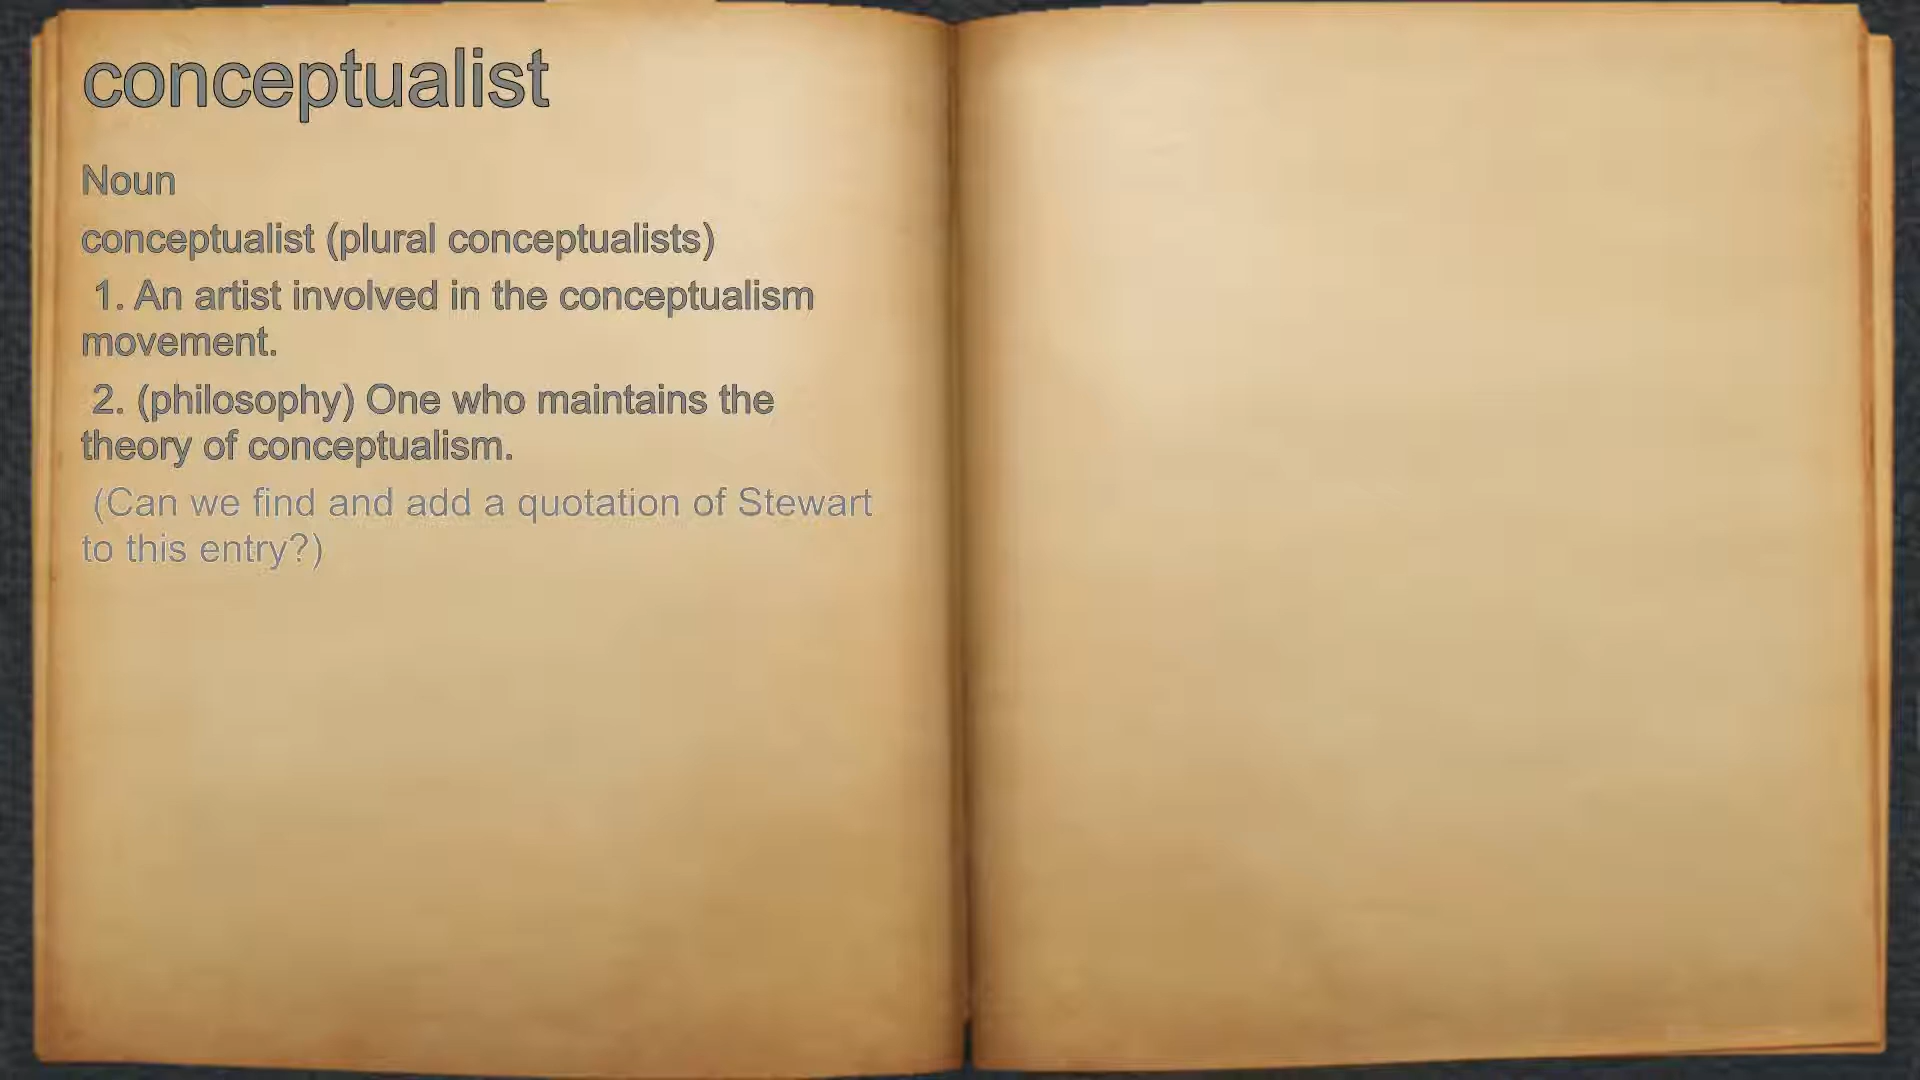 conceptualist
Noun
conceptualist (plural conceptualists)
1. An artist involved in the conceptualism
movement.
2. (philosophy) One who maintains the
theory of conceptualism.
(Can we find and add a quotation of Stewart
to this entry?)